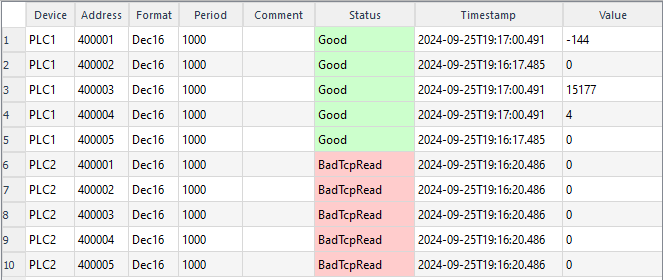 Device Address Format Period Comment Status Timestamp Value
1 PLC1 400001 Dec16 1000 Good 2024-09-25T19:17:00.491 -144
2 PLC1 400002 Dec16 1000 Good 2024-09-25T19:16:17.485 0
3 PLC1 400003 Dec16 1000 Good 2024-09-25T19:17:00.491 15177
4 PLC1 400004 Dec16 1000 Good 2024-09-25T19:17:00.491 4
5 PLC1 400005 Dec16 1000 Good 2024-09-25T19:16:17.485 0
6 PLC2 400001 Dec16 1000 BadTcpRead 2024-09-25T19:16:20.486 0
7 PLC2 400002 Dec16 1000 BadTcpRead 2024-09-25T19:16:20.486 0
8 PLC2 400003 Dec16 1000 BadTcpRead 2024-09-25T19:16:20.486 0
9 PLC2 400004 Dec16 1000 BadTcpRead 2024-09-25T19:16:20.486 0
10 PLC2 400005 Dec16 1000 BadTcpRead 2024-09-25T19:16:20.486 0